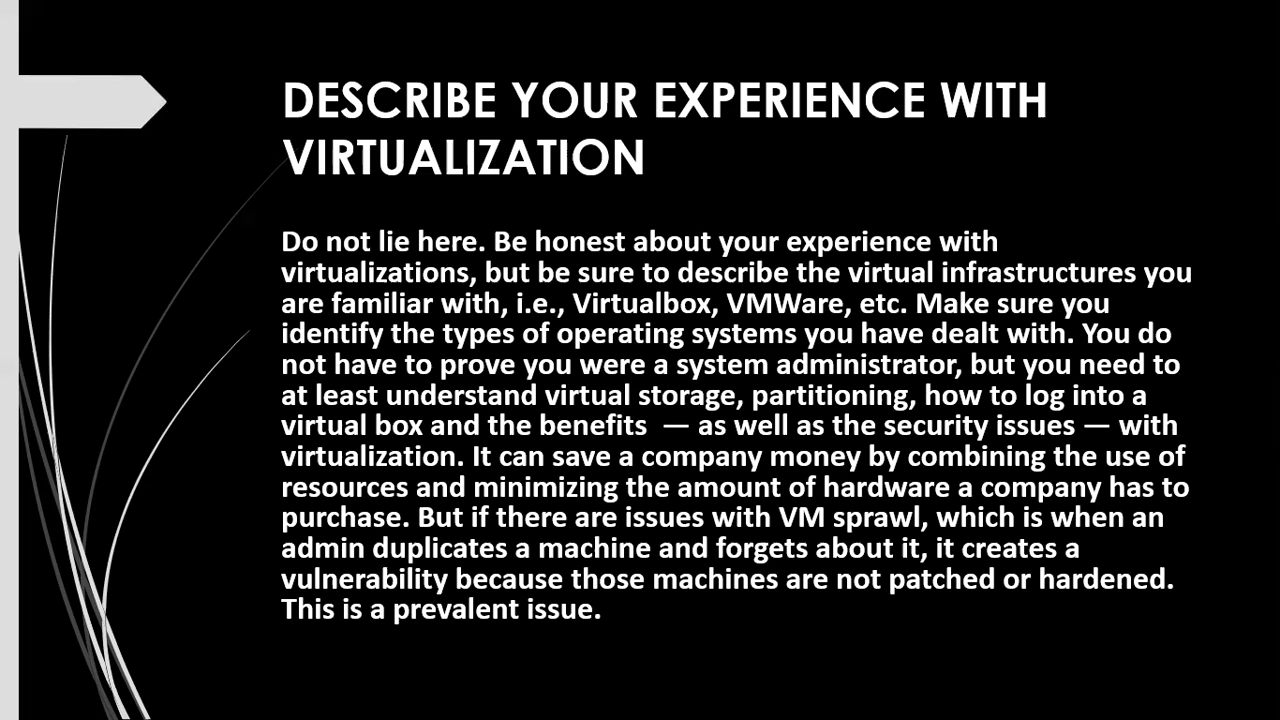 DESCRIBE YOUR EXPERIENCE WITH
VIRTUALIZATION
Do not lie here. Be honest about your experience with
virtualizations, but be sure to describe the virtual infrastructures you
are familiar with, i.e., Virtualbox, VMWare, etc. Make sure you
identify the types of operating systems you have dealt with. You do
not have to prove you were a system administrator, but you need to
at least understand virtual storage, partitioning, how to log into a
virtual box and the benefits — as well as the security issues — with
virtualization. It can save a company money by combining the use of
resources and minimizing the amount of hardware a company has to
purchase. But if there are issues with VM sprawl, which is when an
admin duplicates a machine and forgets about it, it creates a
vulnerability because those machines are not patched or hardened.
This is a prevalent issue.